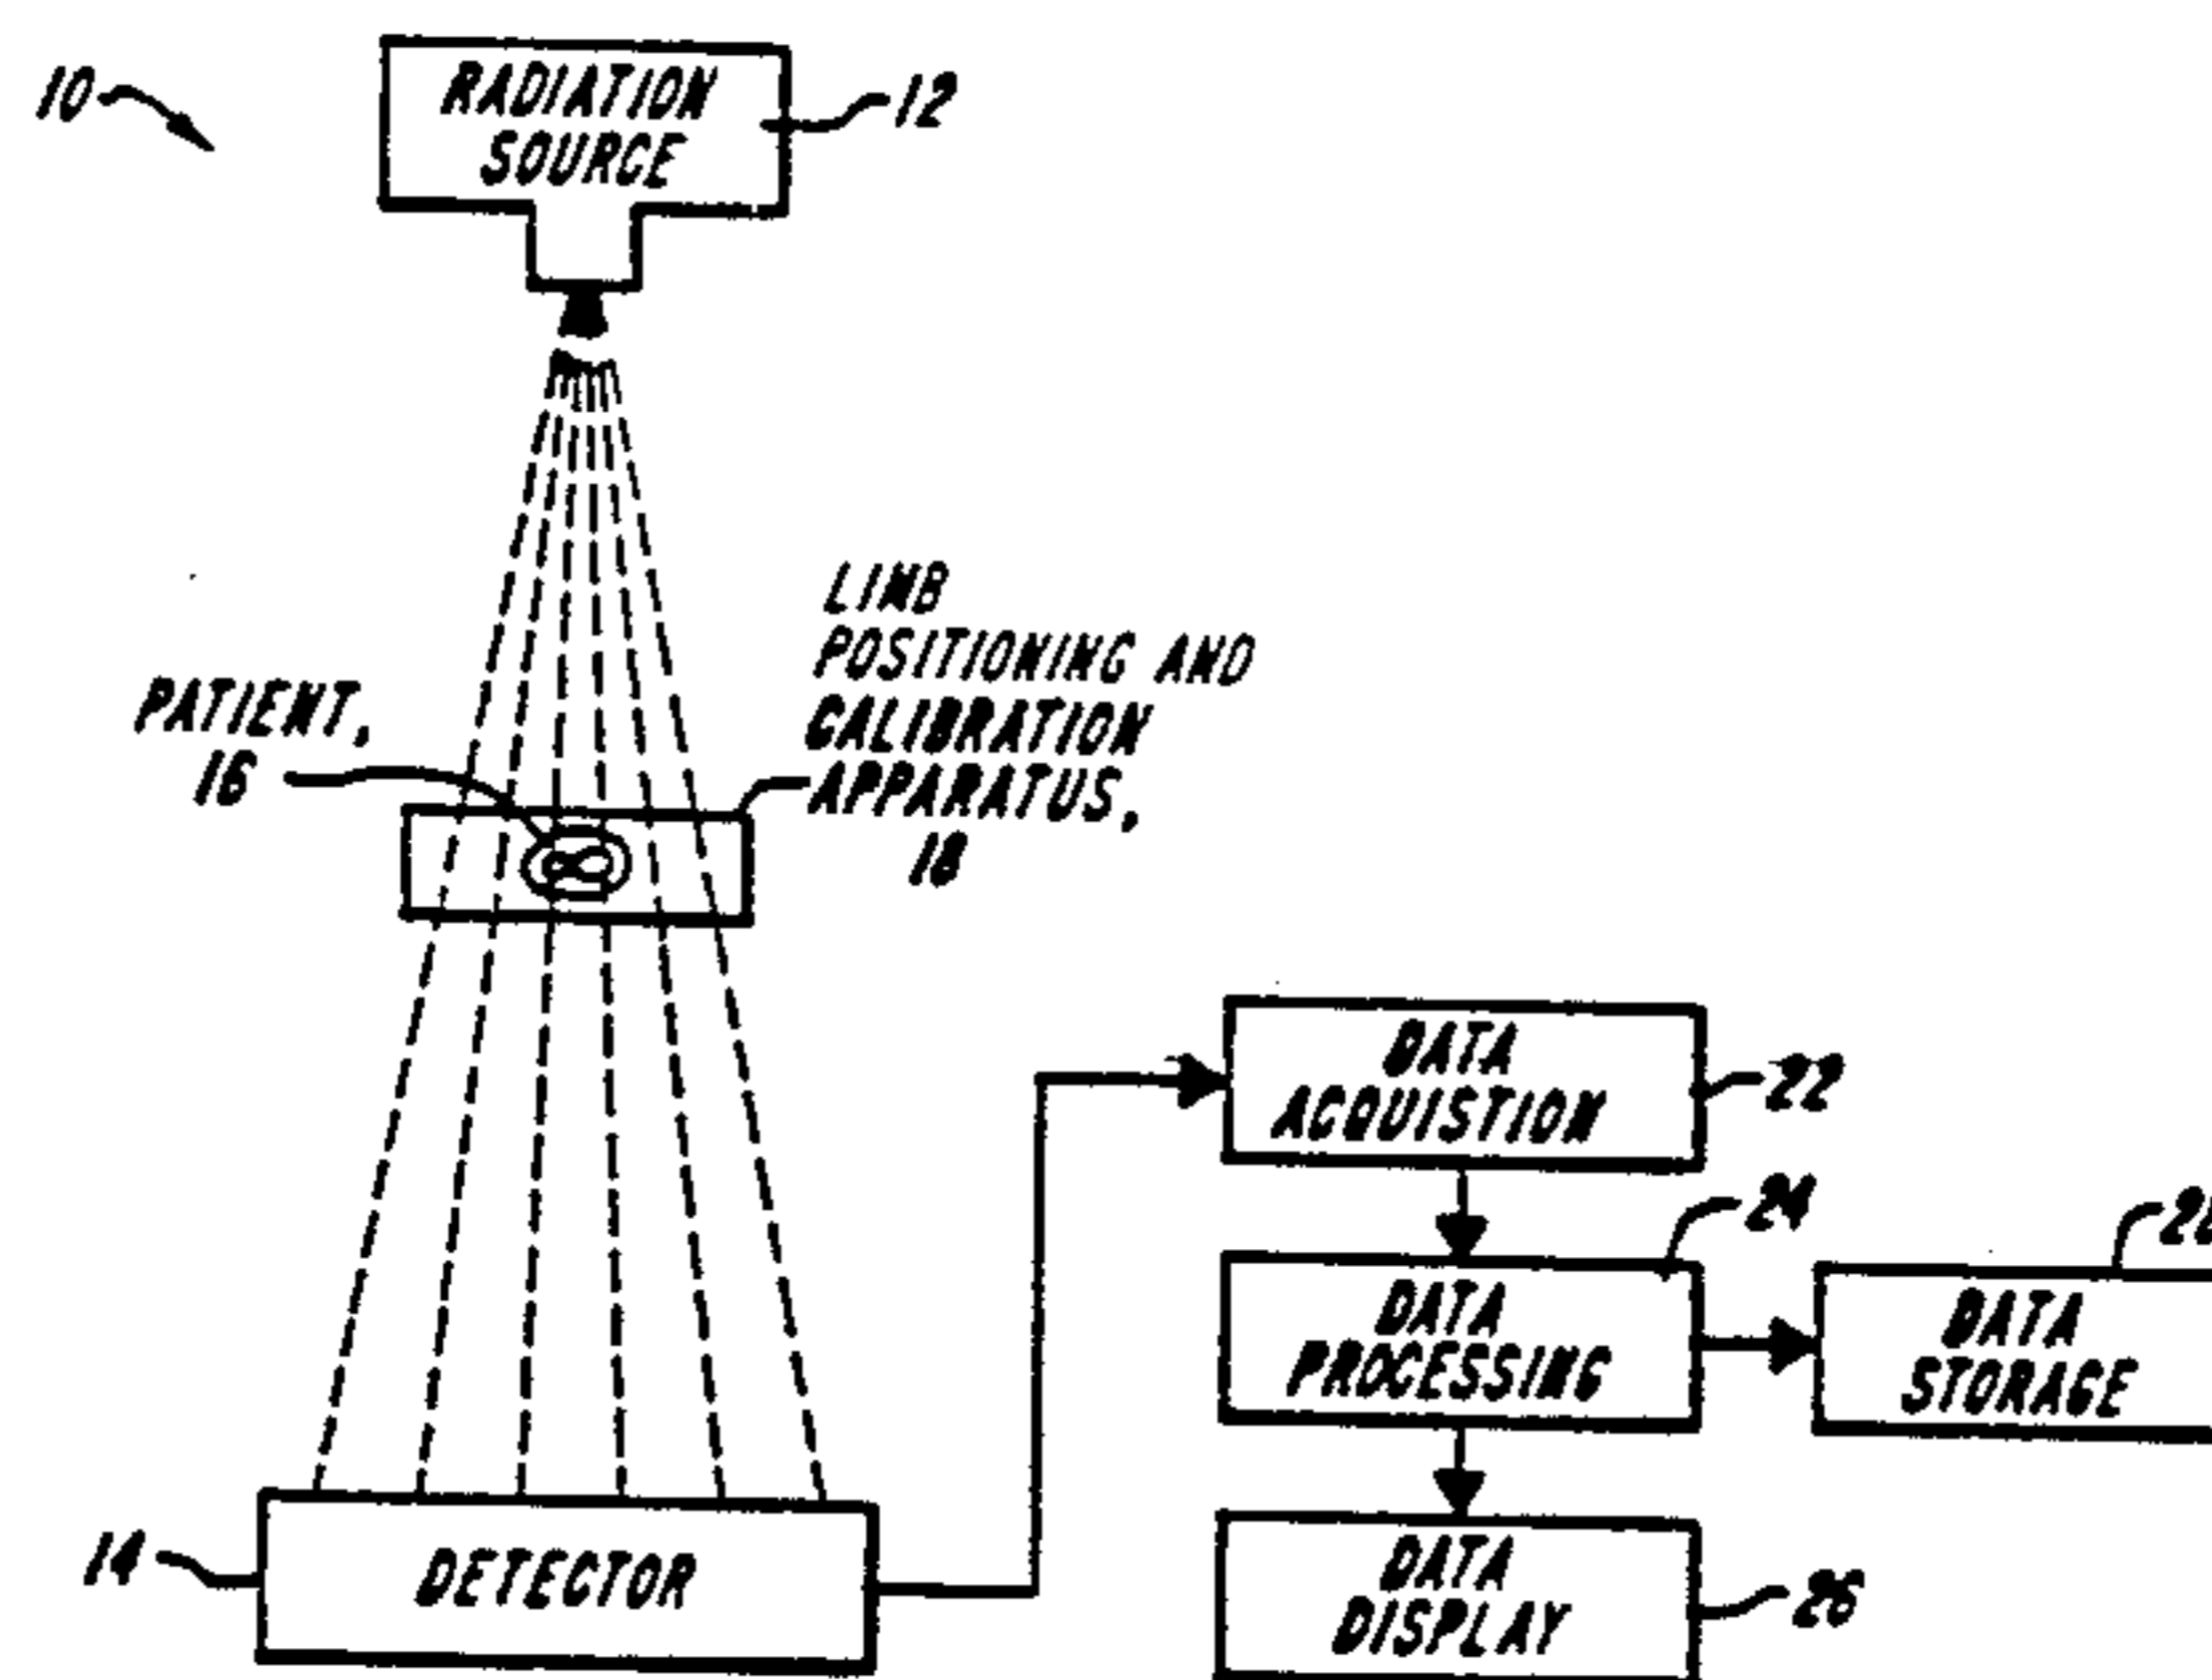 10
RADIATION
SOURCE
12
LIMB
POSITIONING AND
CALIBRATION
APPARATUS,
18
PATIENT,
16
DATA
ACQUISTION
22
24
DATA
PROCESSING
DATA
STORAGE
14
DETECTOR
DATA
DISPLAY
26